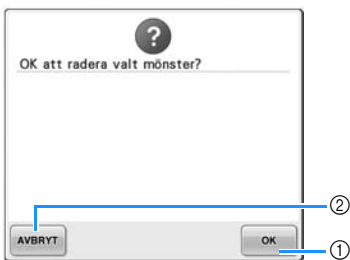 ?
OK att radera valt mönster?
②
AVBRYT
OK
①